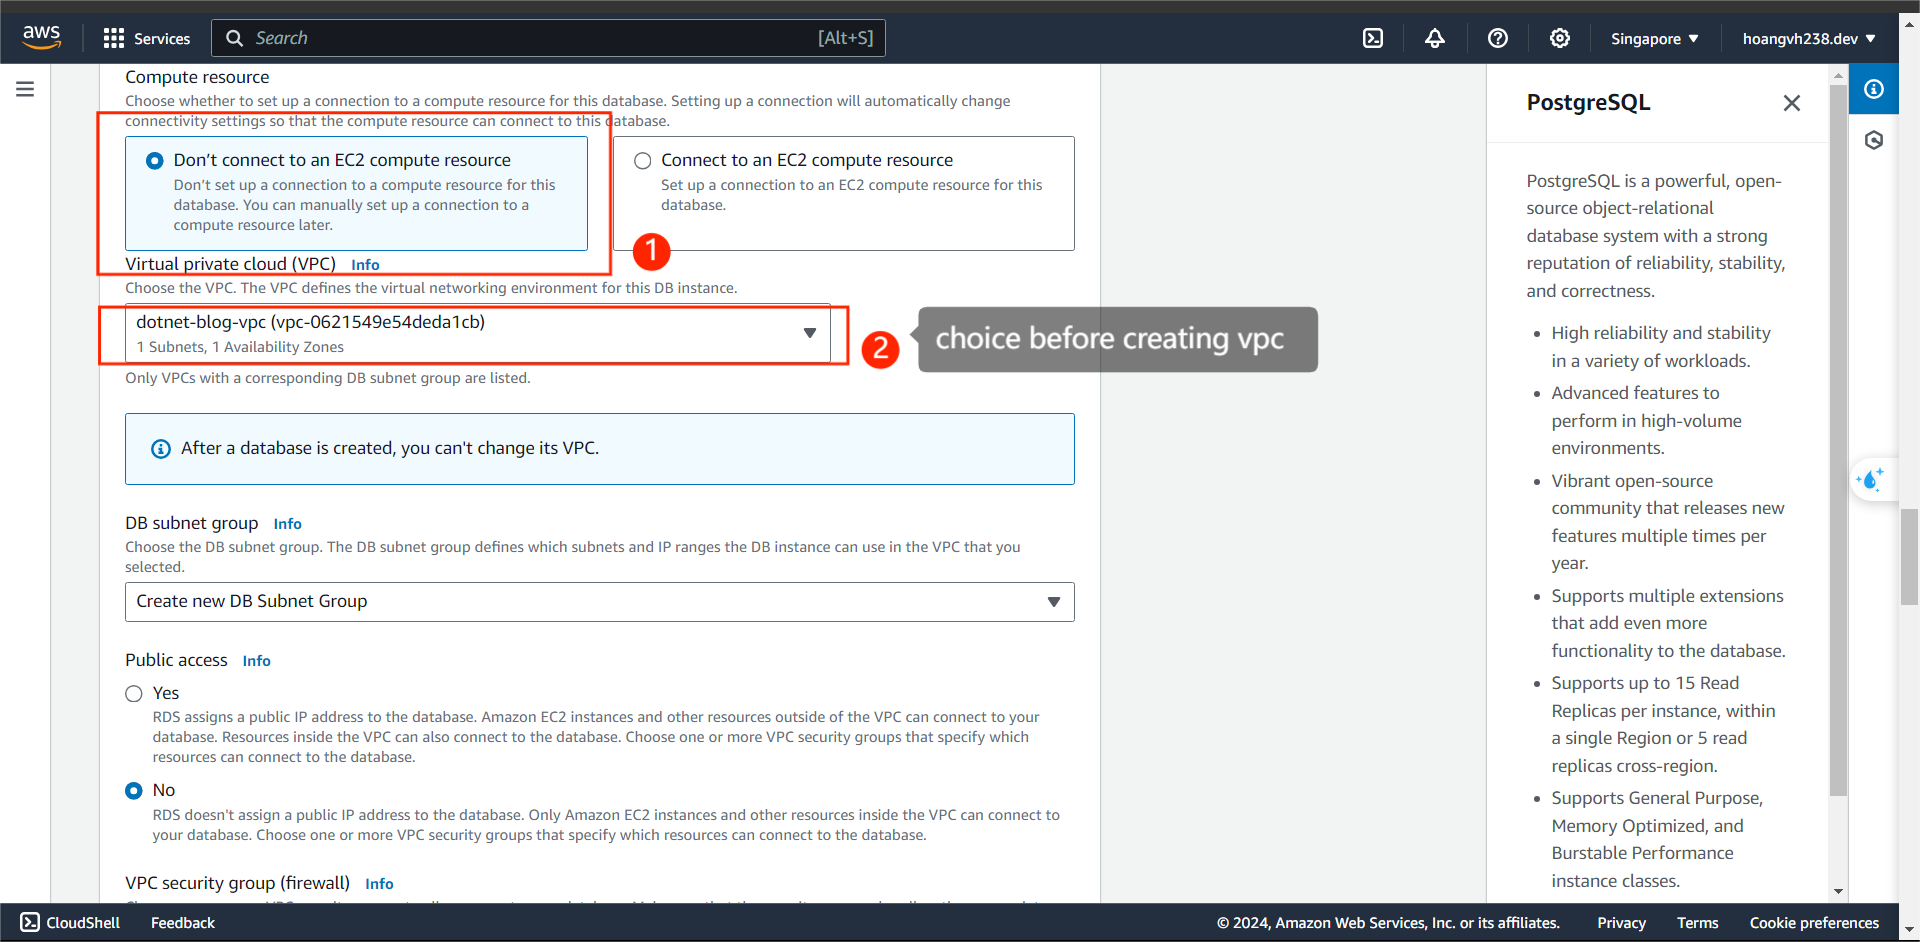 aws
Services
Search
[Alt+S]
Singapore
hoangvh238.dev
Compute resource
Choose whether to set up a connection to a compute resource for this database. Setting up a connection will automatically change
connectivity settings so that the compute resource can connect to this database.
Don't connect to an EC2 compute resource
Don't set up a connection to a compute resource for this
database. You can manually set up a connection to a
compute resource later.
Connect to an EC2 compute resource
Set up a connection to an EC2 compute resource for this
database.
1
Virtual private cloud (VPC) Info
Choose the VPC. The VPC defines the virtual networking environment for this DB instance.
dotnet-blog-vpc (vpc-0621549e54deda1cb)
1 Subnets, 1 Availability Zones
2
choice before creating vpc
Only VPCs with a corresponding DB subnet group are listed.
After a database is created, you can't change its VPC.
DB subnet group Info
Choose the DB subnet group. The DB subnet group defines which subnets and IP ranges the DB instance can use in the VPC that you
selected.
Create new DB Subnet Group
Public access Info
Yes
RDS assigns a public IP address to the database. Amazon EC2 instances and other resources outside of the VPC can connect to your
database. Resources inside the VPC can also connect to the database. Choose one or more VPC security groups that specify which
resources can connect to the database.
No
RDS doesn't assign a public IP address to the database. Only Amazon EC2 instances and other resources inside the VPC can connect to
your database. Choose one or more VPC security groups that specify which resources can connect to the database.
VPC security group (firewall) Info
PostgreSQL
PostgreSQL is a powerful, open-
source object-relational
database system with a strong
reputation of reliability, stability,
and correctness.
• High reliability and stability
in a variety of workloads.
• Advanced features to
perform in high-volume
environments.
• Vibrant open-source
community that releases new
features multiple times per
year.
• Supports multiple extensions
that add even more
functionality to the database.
• Supports up to 15 Read
Replicas per instance, within
a single Region or 5 read
replicas cross-region.
• Supports General Purpose,
Memory Optimized, and
Burstable Performance
instance classes.
CloudShell
Feedback
© 2024, Amazon Web Services, Inc. or its affiliates.
Privacy
Terms
Cookie preferences